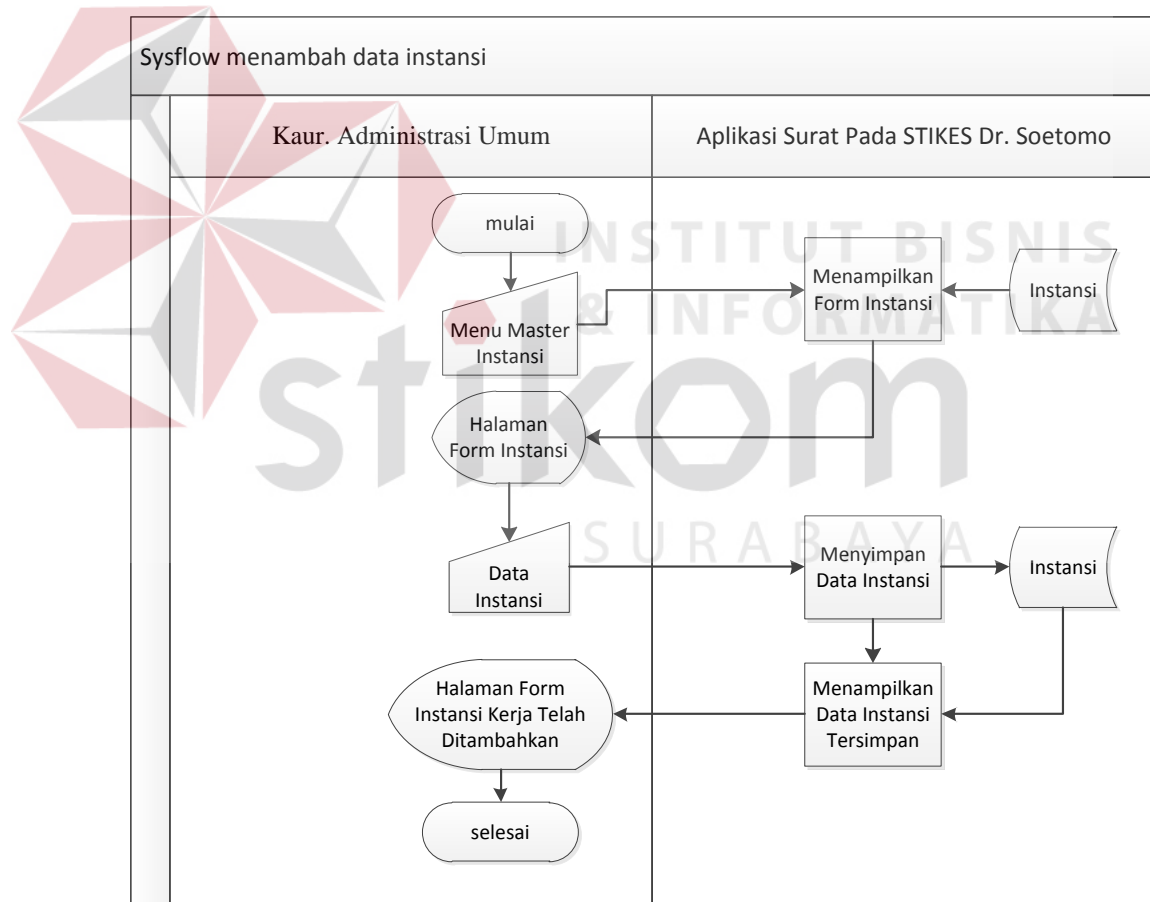 Sysflow menambah data instansi
Kaur. Administrasi Umum
Aplikasi Surat Pada STIKES Dr. Soetomo
mulai
Menu Master
Instansi
Menampilkan
Form Instansi
Instansi
Halaman
Form Instansi
Data
Instansi
Menyimpan
Data Instansi
Instansi
Menampilkan
Data Instansi
Tersimpan
Halaman Form
Instansi Kerja Telah
Ditambahkan
selesai
INSTITUT BISNIS
& INFORMATIKA
stikom
SURABAYA